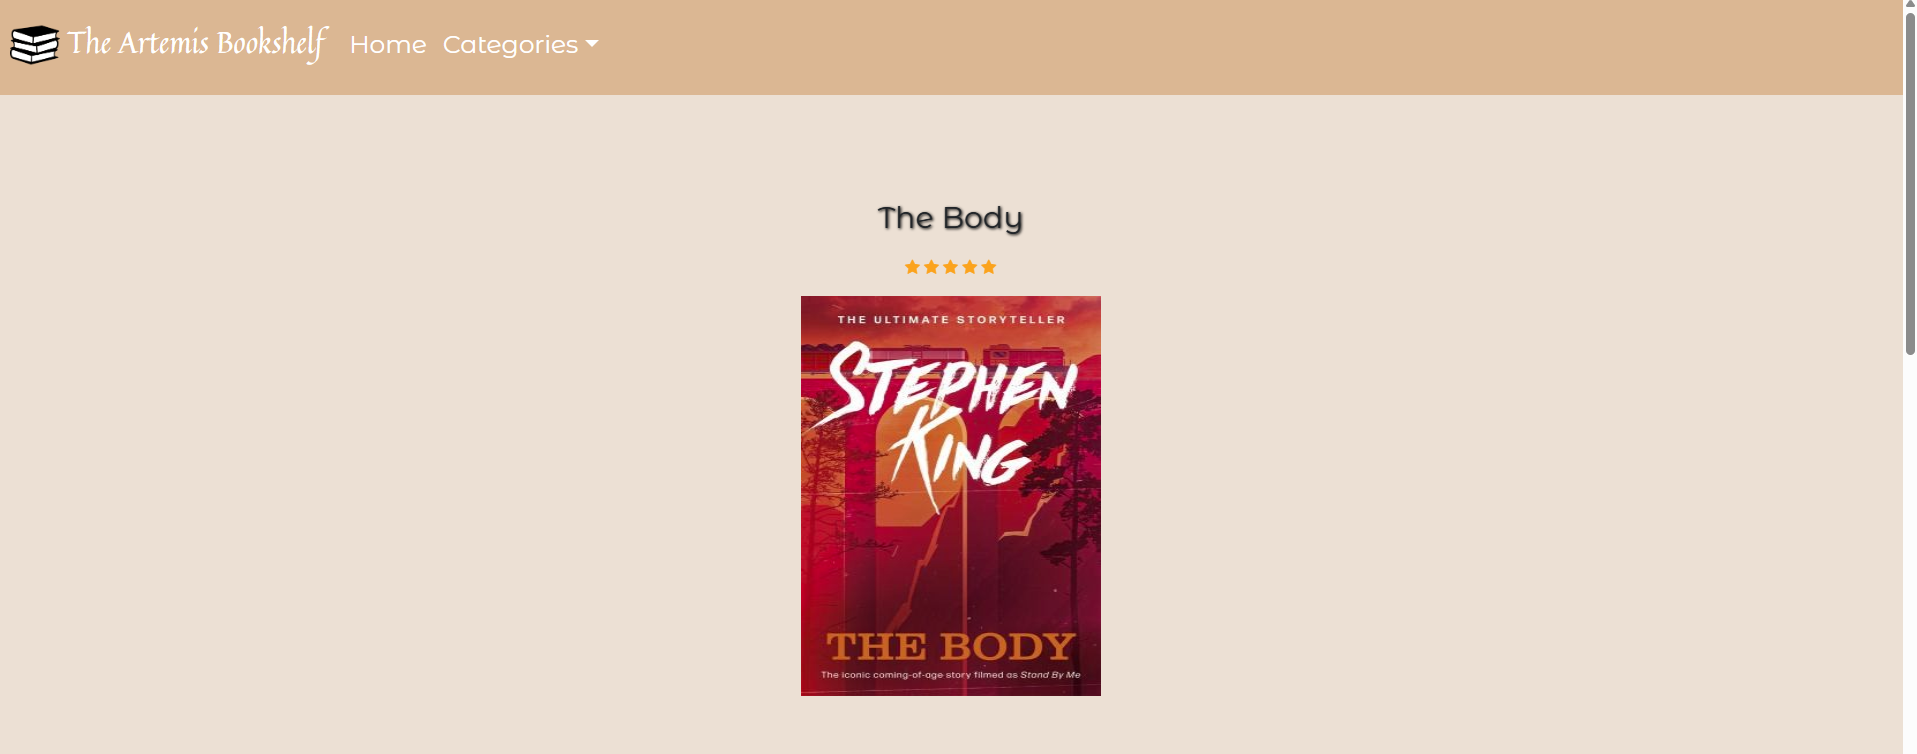 The Artemis Bookshelf Home Categories
The Body
THE ULTIMATE STORYTELLER
STEPHEN
KING
THE BODY
The iconic coming-of-age story filmed as Stand By Me